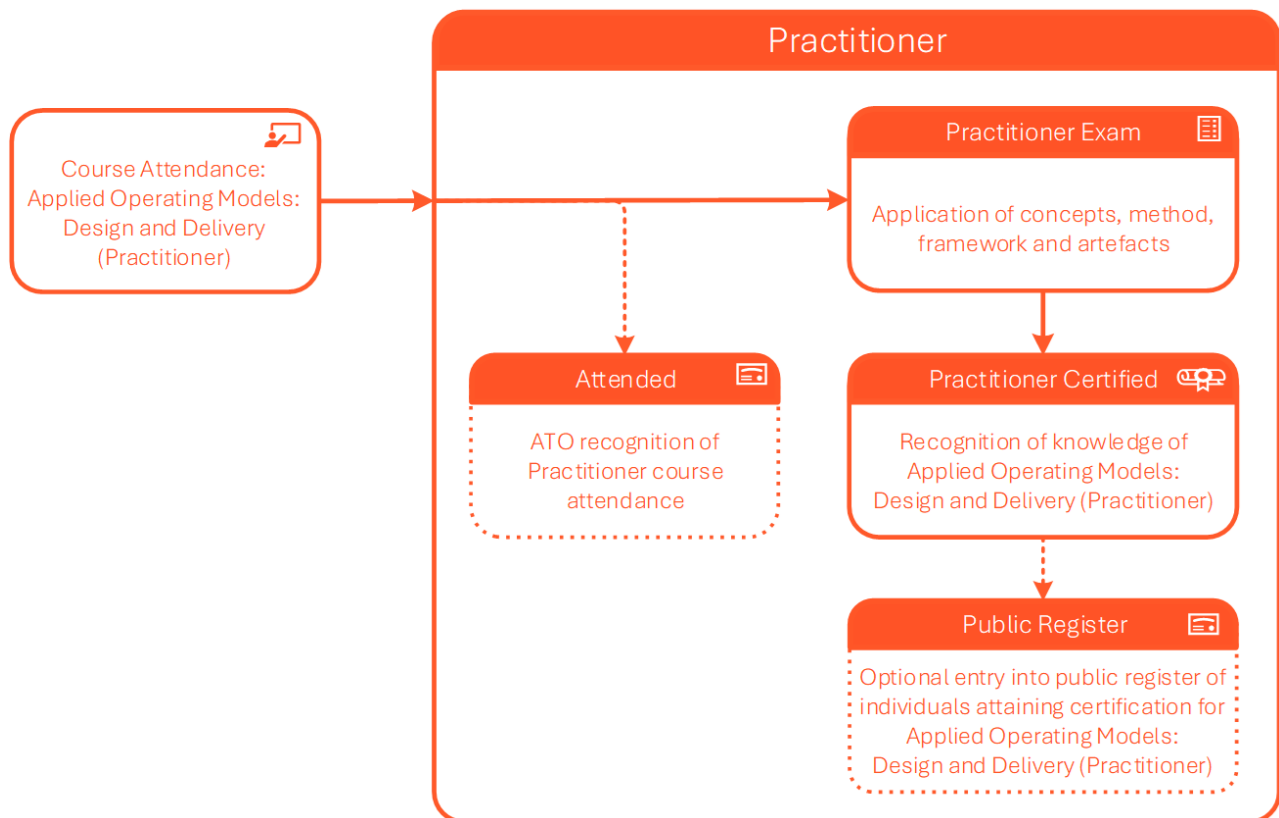 Practitioner
Course Attendance:
Applied Operating Models:
Design and Delivery
(Practitioner)
Practitioner Exam
Application of concepts, method,
framework and artefacts
Attended
ATO recognition of
Practitioner course
attendance
Practitioner Certified
Recognition of knowledge of
Applied Operating Models:
Design and Delivery (Practitioner)
Public Register
Optional entry into public register of
individuals attaining certification for
Applied Operating Models:
Design and Delivery (Practitioner)